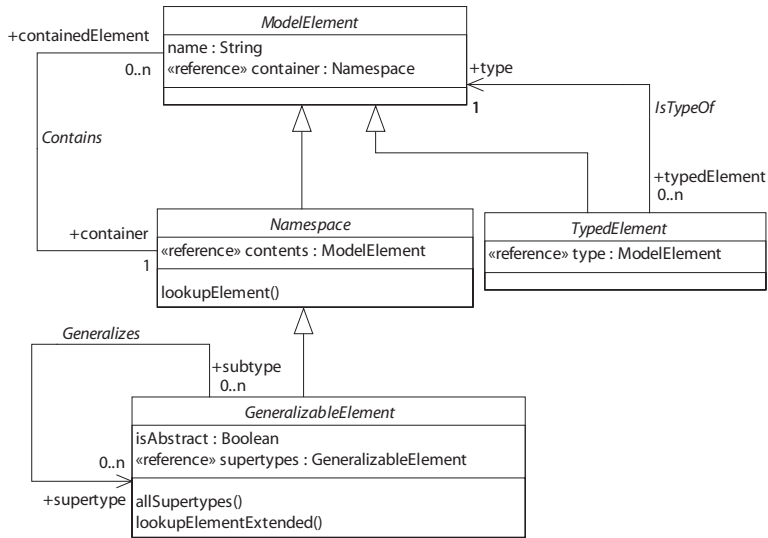 ModelElement
+containedElement
name : String
0..n
«reference» container : Namespace
+type
1
IsTypeOf
Contains
+typedElement
0..n
+container
1
Namespace
«reference» contents : ModelElement
lookupElement()
TypedElement
«reference» type : ModelElement
Generalizes
+subtype
0..n
GeneralizableElement
isAbstract : Boolean
«reference» supertypes : GeneralizableElement
0..n
+supertype
allSupertypes()
lookupElementExtended()